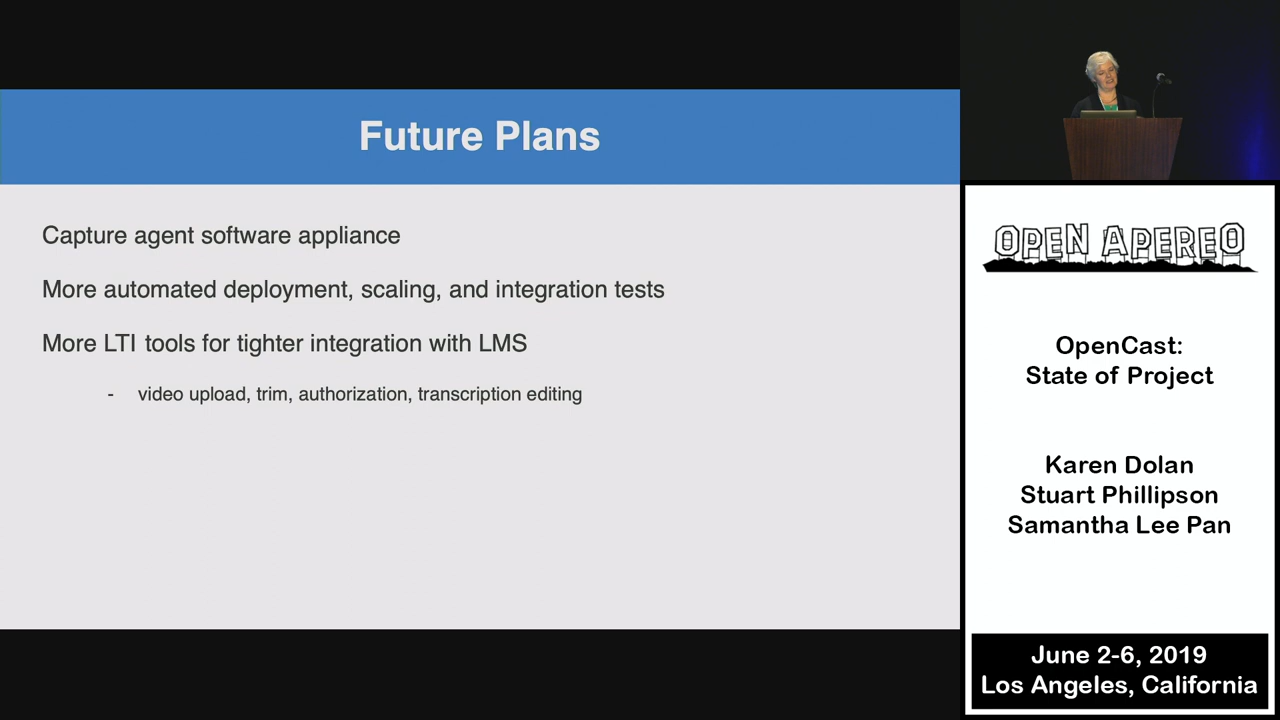 Future Plans
Capture agent software appliance
More automated deployment, scaling, and integration tests
More LTI tools for tighter integration with LMS
- video upload, trim, authorization, transcription editing
OPEN APEREO
OpenCast:
State of Project
Karen Dolan
Stuart Phillipson
Samantha Lee Pan
June 2-6, 2019
Los Angeles, California